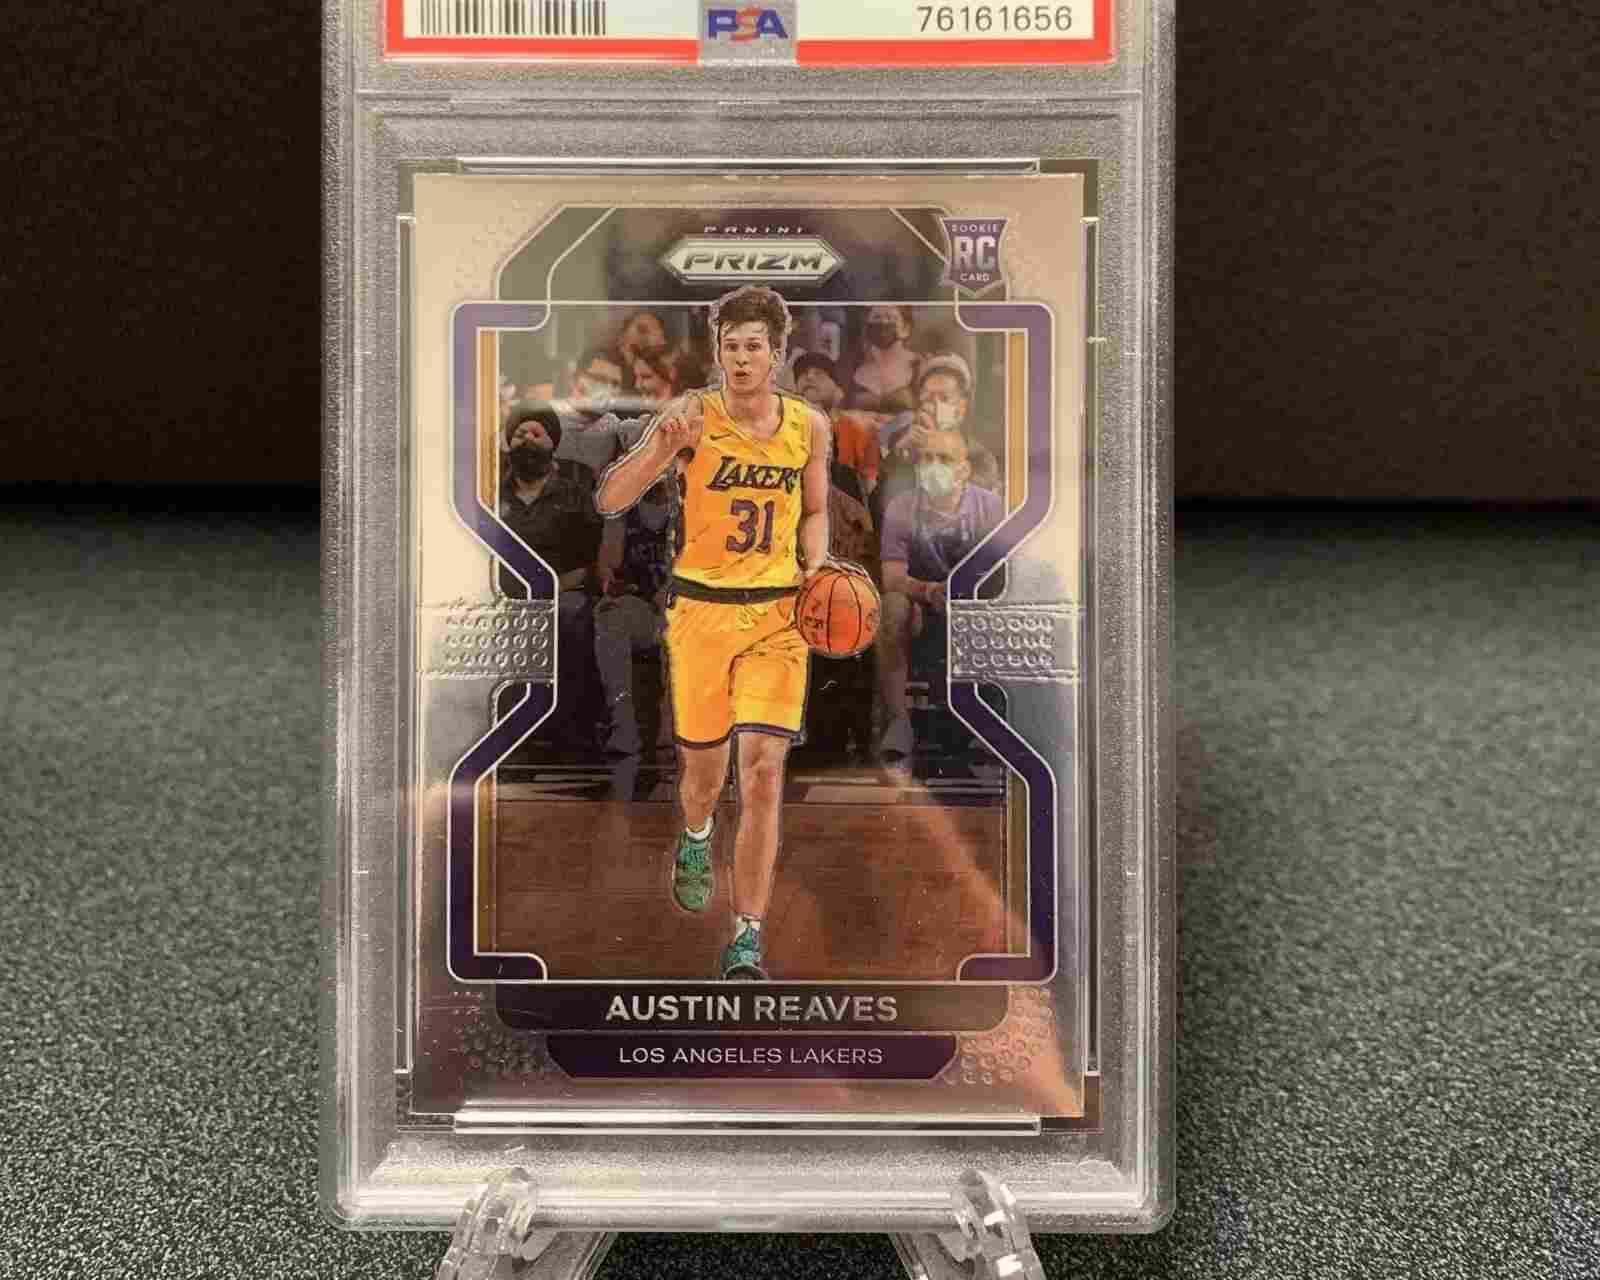 PSA
76161656
PANINI
PRIZM
ROOKIE
RC
CARD
LAKERS
31
AUSTIN REAVES
LOS ANGELES LAKERS